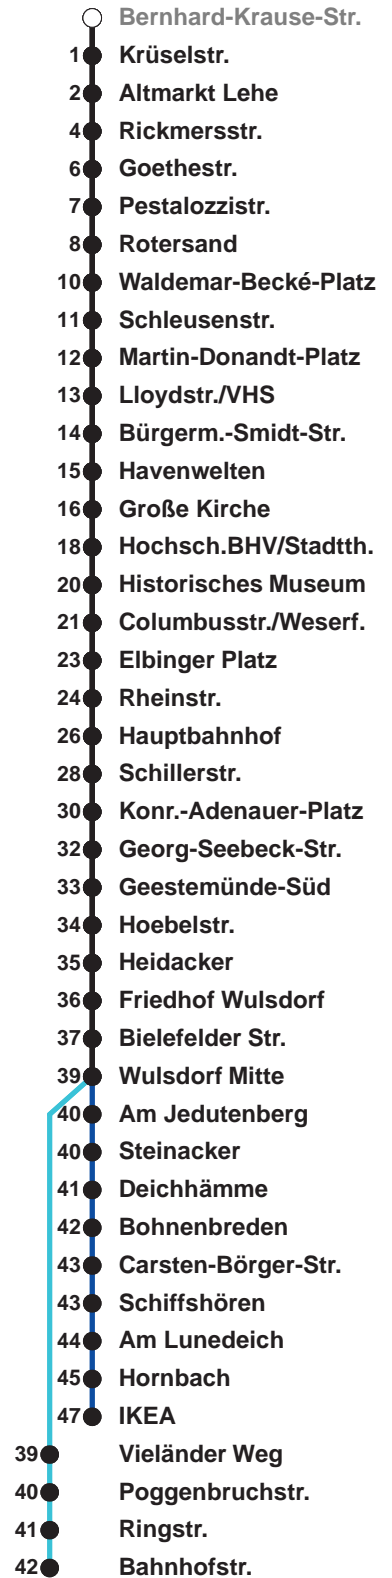 Bernhard-Krause-Str.
1 Krüselstr.
2 Altmarkt Lehe
4 Rickmersstr.
6 Goethestr.
7 Pestalozzistr.
8 Rotersand
10 Waldemar-Becké-Platz
11 Schleusenstr.
12 Martin-Donandt-Platz
13 Lloydstr./VHS
14 Bürgerm.-Smidt-Str.
15 Havenwelten
16 Große Kirche
18 Hochsch.BHV/Stadtth.
20 Historisches Museum
21 Columbusstr./Weserf.
23 Elbinger Platz
24 Rheinstr.
26 Hauptbahnhof
28 Schillerstr.
30 Konr.-Adenauer-Platz
32 Georg-Seebeck-Str.
33 Geestemünde-Süd
34 Hoebelstr.
35 Heidacker
36 Friedhof Wulsdorf
37 Bielefelder Str.
39 Wulsdorf Mitte
40 Am Jedutenberg
40 Steinacker
41 Deichhämme
42 Bohnenbreden
43 Carsten-Börger-Str.
43 Schiffshören
44 Am Lunedeich
45 Hornbach
47 IKEA
39 Vieländer Weg
40 Poggenbruchstr.
41 Ringstr.
42 Bahnhofstr.